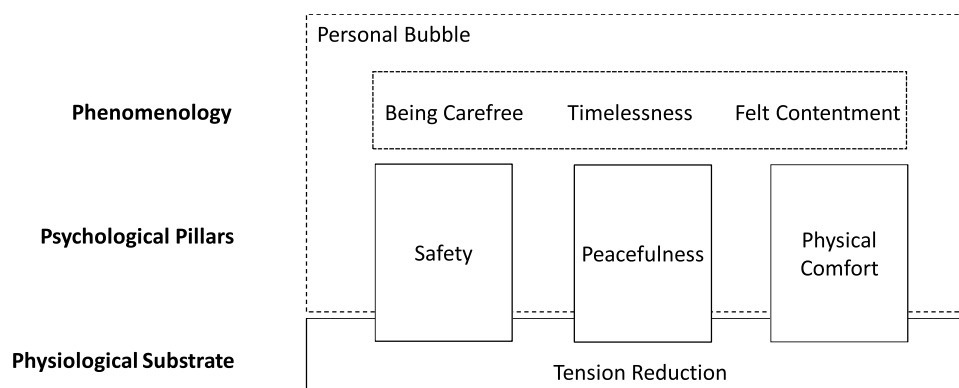 Personal Bubble
Phenomenology
Being Carefree
Timelessness
Felt Contentment
Psychological Pillars
Safety
Peacefulness
Physical
Comfort
Physiological Substrate
Tension Reduction